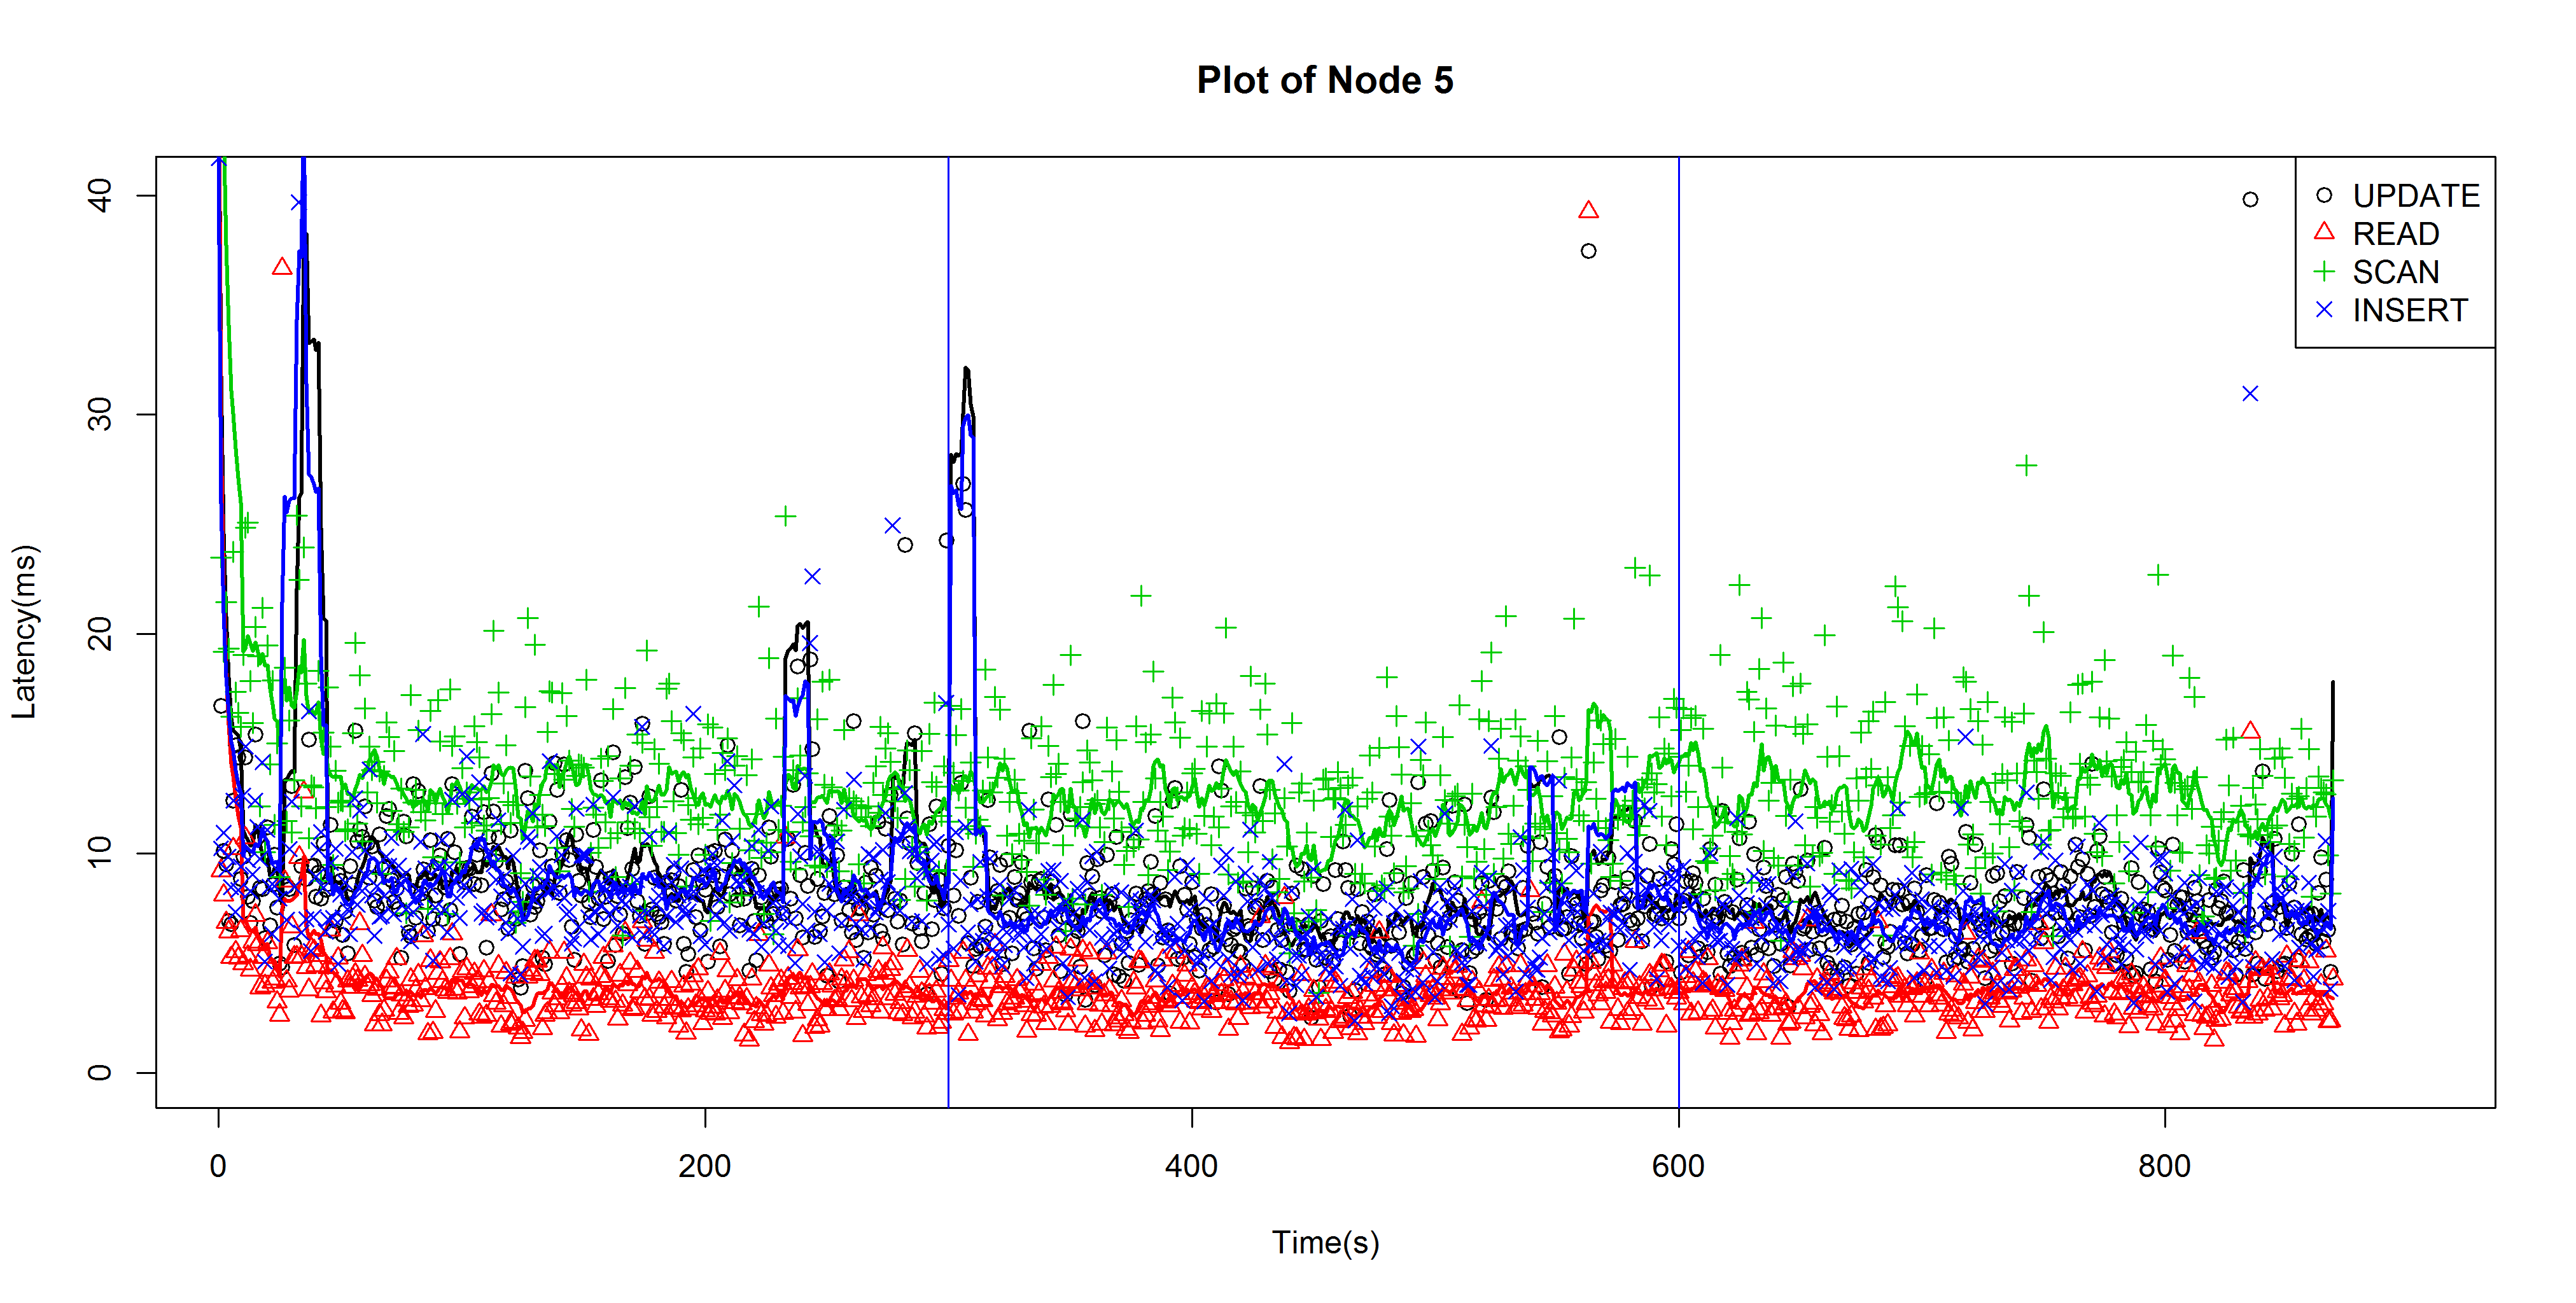 Plot of Node 5
UPDATE
READ
SCAN
INSERT
Latency(ms)
40
30
20
10
0
0 200 400 600 800
Time(s)